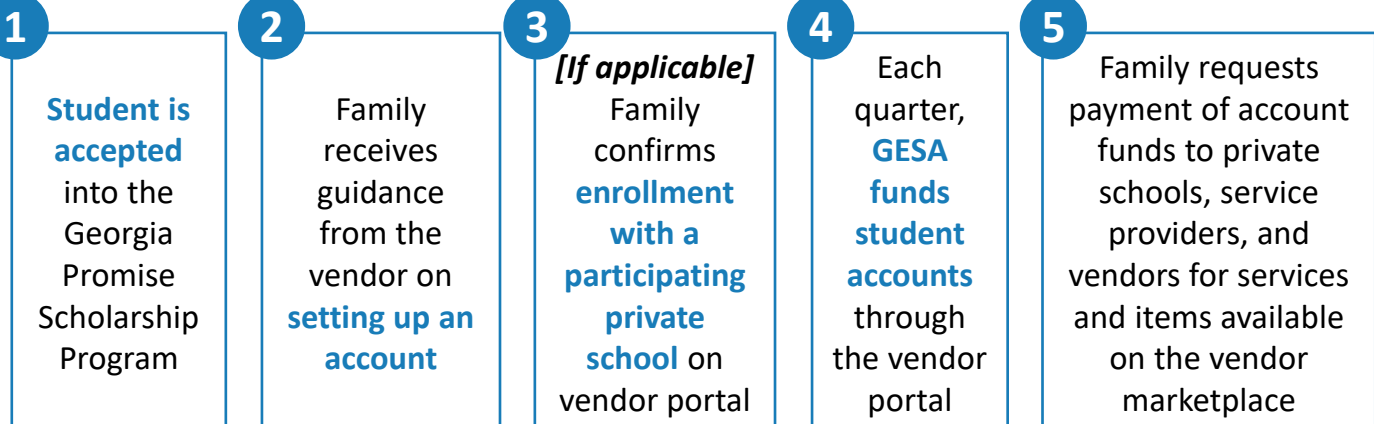 1
Student is
accepted
into the
Georgia
Promise
Scholarship
Program
2
Family
receives
guidance
from the
vendor on
setting up an
account
3
[If applicable]
Family
confirms
enrollment
with a
participating
private
school on
vendor portal
4
Each
quarter,
GESA
funds
student
accounts
through
the vendor
portal
5
Family requests
payment of account
funds to private
schools, service
providers, and
vendors for services
and items available
on the vendor
marketplace